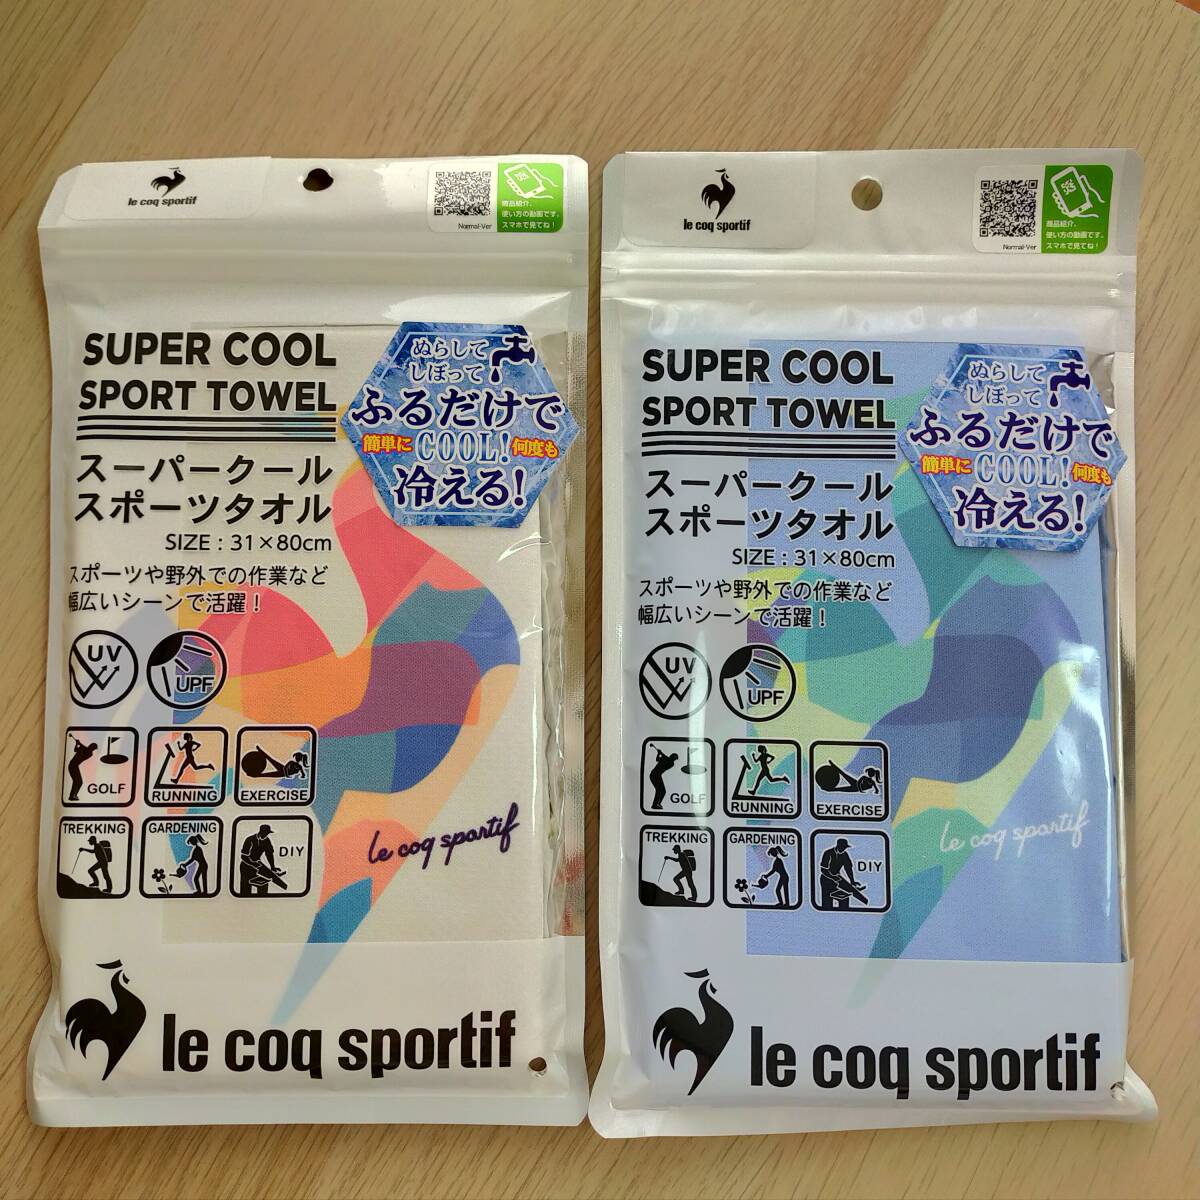 le coq sportif
Normal-Ver
商品紹介、
使い方の動画です。
スマホで見てね!
SUPER COOL
SPORT TOWEL
スーパークール
スポーツタオル
SIZE : 31×80cm
スポーツや野外での作業など
幅広いシーンで活躍!
ぬらして
しぼって
ふるだけで
簡単に COOL! 何度も
冷える!
UV
UPF
GOLF
RUNNING
EXERCISE
TREKKING
GARDENING
DIY
le coq sportif
le coq sportif
le coq sportif
Normal-Ver
商品紹介、
使い方の動画です。
スマホで見てね!
SUPER COOL
SPORT TOWEL
スーパークール
スポーツタオル
SIZE : 31×80cm
スポーツや野外での作業など
幅広いシーンで活躍!
ぬらして
しぼって
ふるだけで
簡単に COOL! 何度も
冷える!
UV
UPF
GOLF
RUNNING
EXERCISE
TREKKING
GARDENING
DIY
le coq sportif
le coq sportif